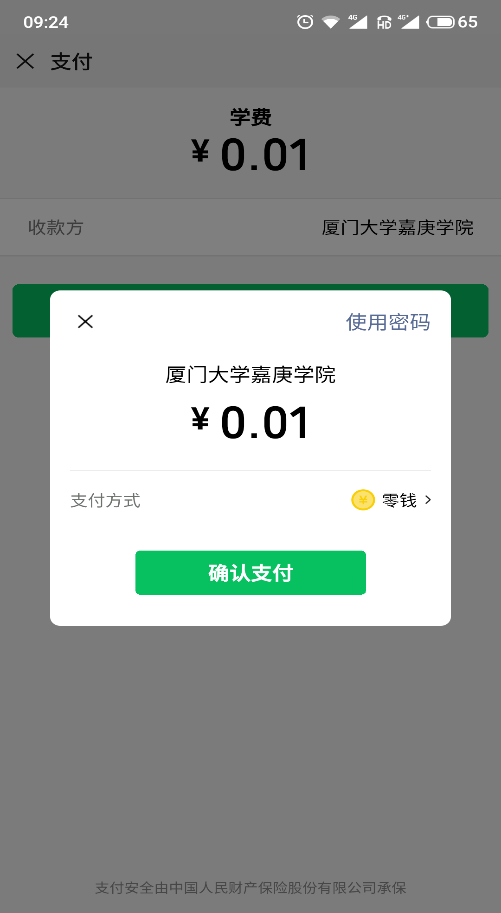 09:24 4G HD 4G+ 65
支付
学费
¥ 0.01
收款方 厦门大学嘉庚学院
使用密码
厦门大学嘉庚学院
¥ 0.01
支付方式 ¥ 零钱
确认支付
支付安全由中国人民财产保险股份有限公司承保